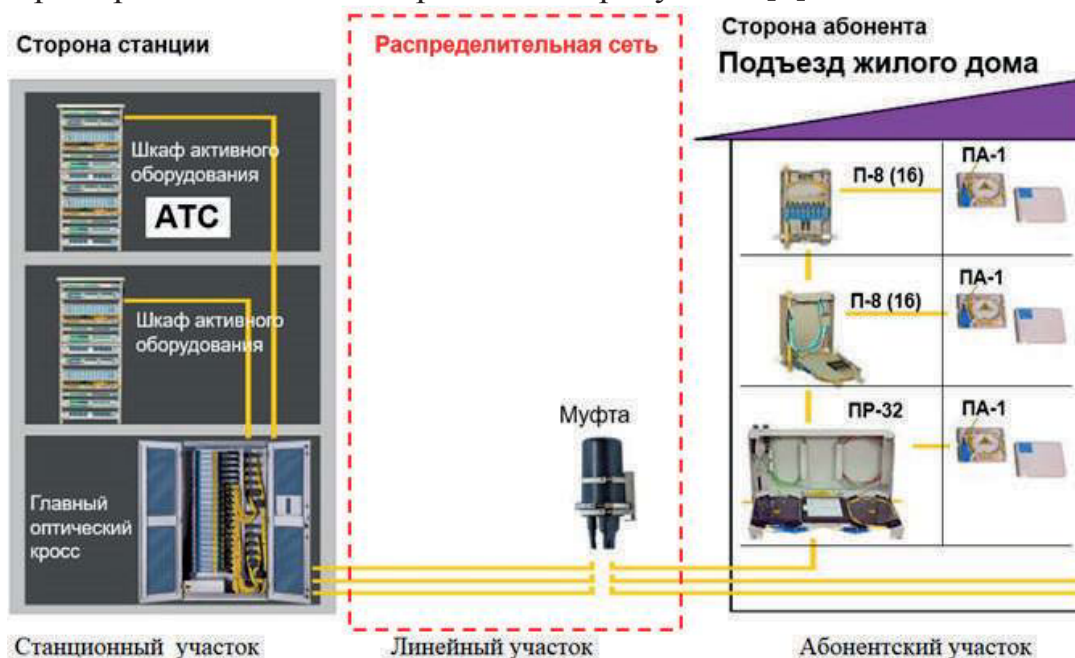 Сторона станции
Распределительная сеть
Сторона абонента
Подъезд жилого дома
Шкаф активного
оборудования
АТС
Шкаф активного
оборудования
Главный
оптический
кросс
Муфта
П-8 (16)
ПА-1
П-8 (16)
ПА-1
ПР-32
ПА-1
Станционный участок
Линейный участок
Абонентский участок